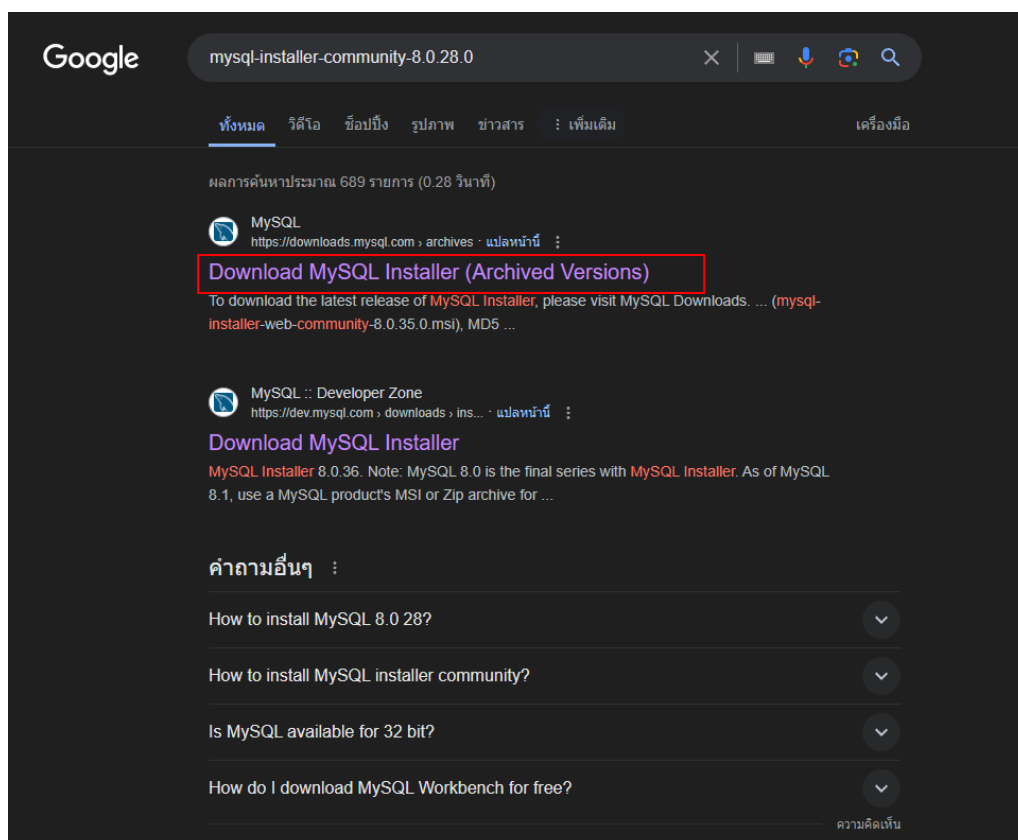 Google
mysql-installer-community-8.0.28.0
ทั้งหมด วิดีโอ ช็อปปิ้ง รูปภาพ ข่าวสาร ⋮ เพิ่มเติม เครื่องมือ
ผลการค้นหาประมาณ 689 รายการ (0.28 วินาที)
MySQL
https://downloads.mysql.com › archives · แปลหน้านี้ ⋮
Download MySQL Installer (Archived Versions)
To download the latest release of MySQL Installer, please visit MySQL Downloads. ... (mysql-
installer-web-community-8.0.35.0.msi), MD5 ...
MySQL :: Developer Zone
https://dev.mysql.com › downloads › ins... · แปลหน้านี้ ⋮
Download MySQL Installer
MySQL Installer 8.0.36. Note: MySQL 8.0 is the final series with MySQL Installer. As of MySQL
8.1, use a MySQL product's MSI or Zip archive for ...
คำถามอื่นๆ ⋮
How to install MySQL 8.0 28?
How to install MySQL installer community?
Is MySQL available for 32 bit?
How do I download MySQL Workbench for free?
ความคิดเห็น